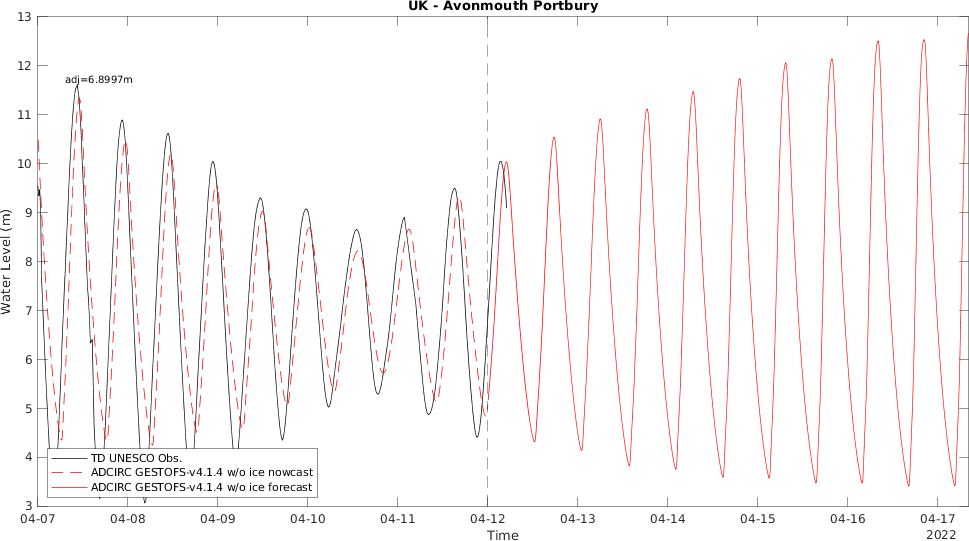 UK - Avonmouth Portbury
13
12
11
10
9
8
7
6
5
4
3
Water Level (m)
adj=6.8997m
TD UNESCO Obs.
ADCIRC GESTOFS-v4.1.4 w/o ice nowcast
ADCIRC GESTOFS-v4.1.4 w/o ice forecast
04-07 04-08 04-09 04-10 04-11 04-12 04-13 04-14 04-15 04-16 04-17
Time
2022